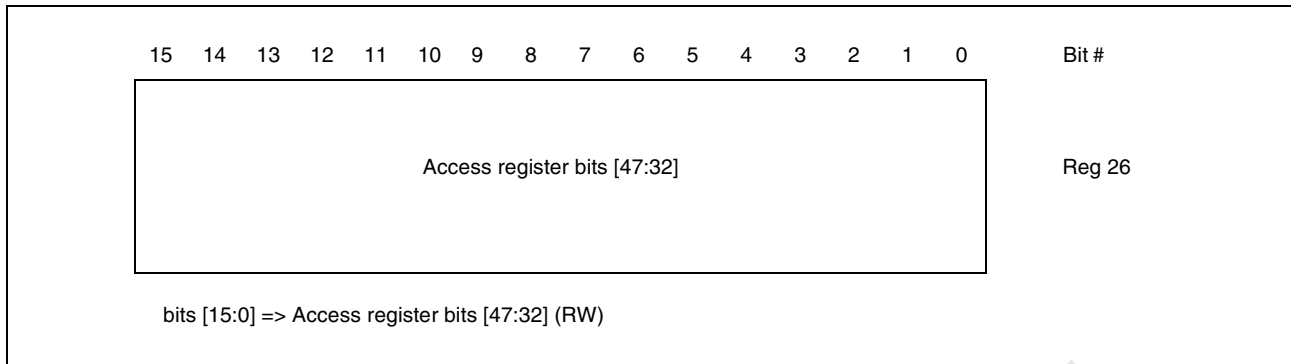 15 14 13 12 11 10 9 8 7 6 5 4 3 2 1 0 Bit #
Access register bits [47:32] Reg 26
bits [15:0] => Access register bits [47:32] (RW)